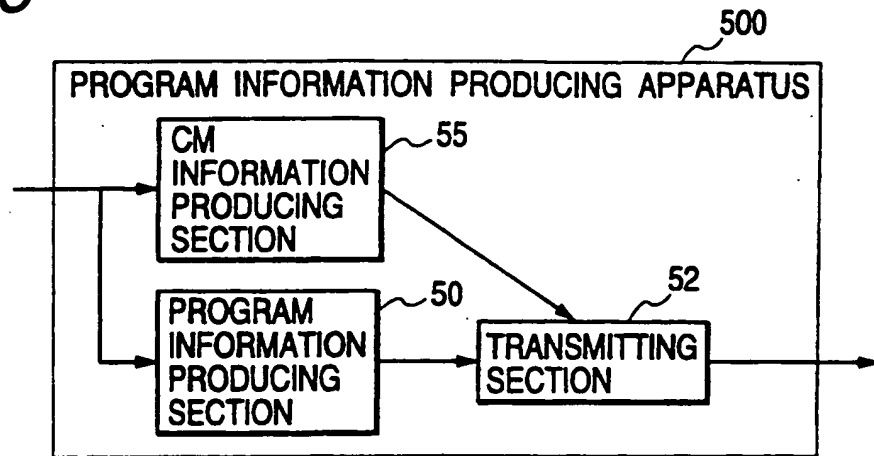 500
PROGRAM INFORMATION PRODUCING APPARATUS
CM
INFORMATION
PRODUCING
SECTION
55
PROGRAM
INFORMATION
PRODUCING
SECTION
50
TRANSMITTING
SECTION
52